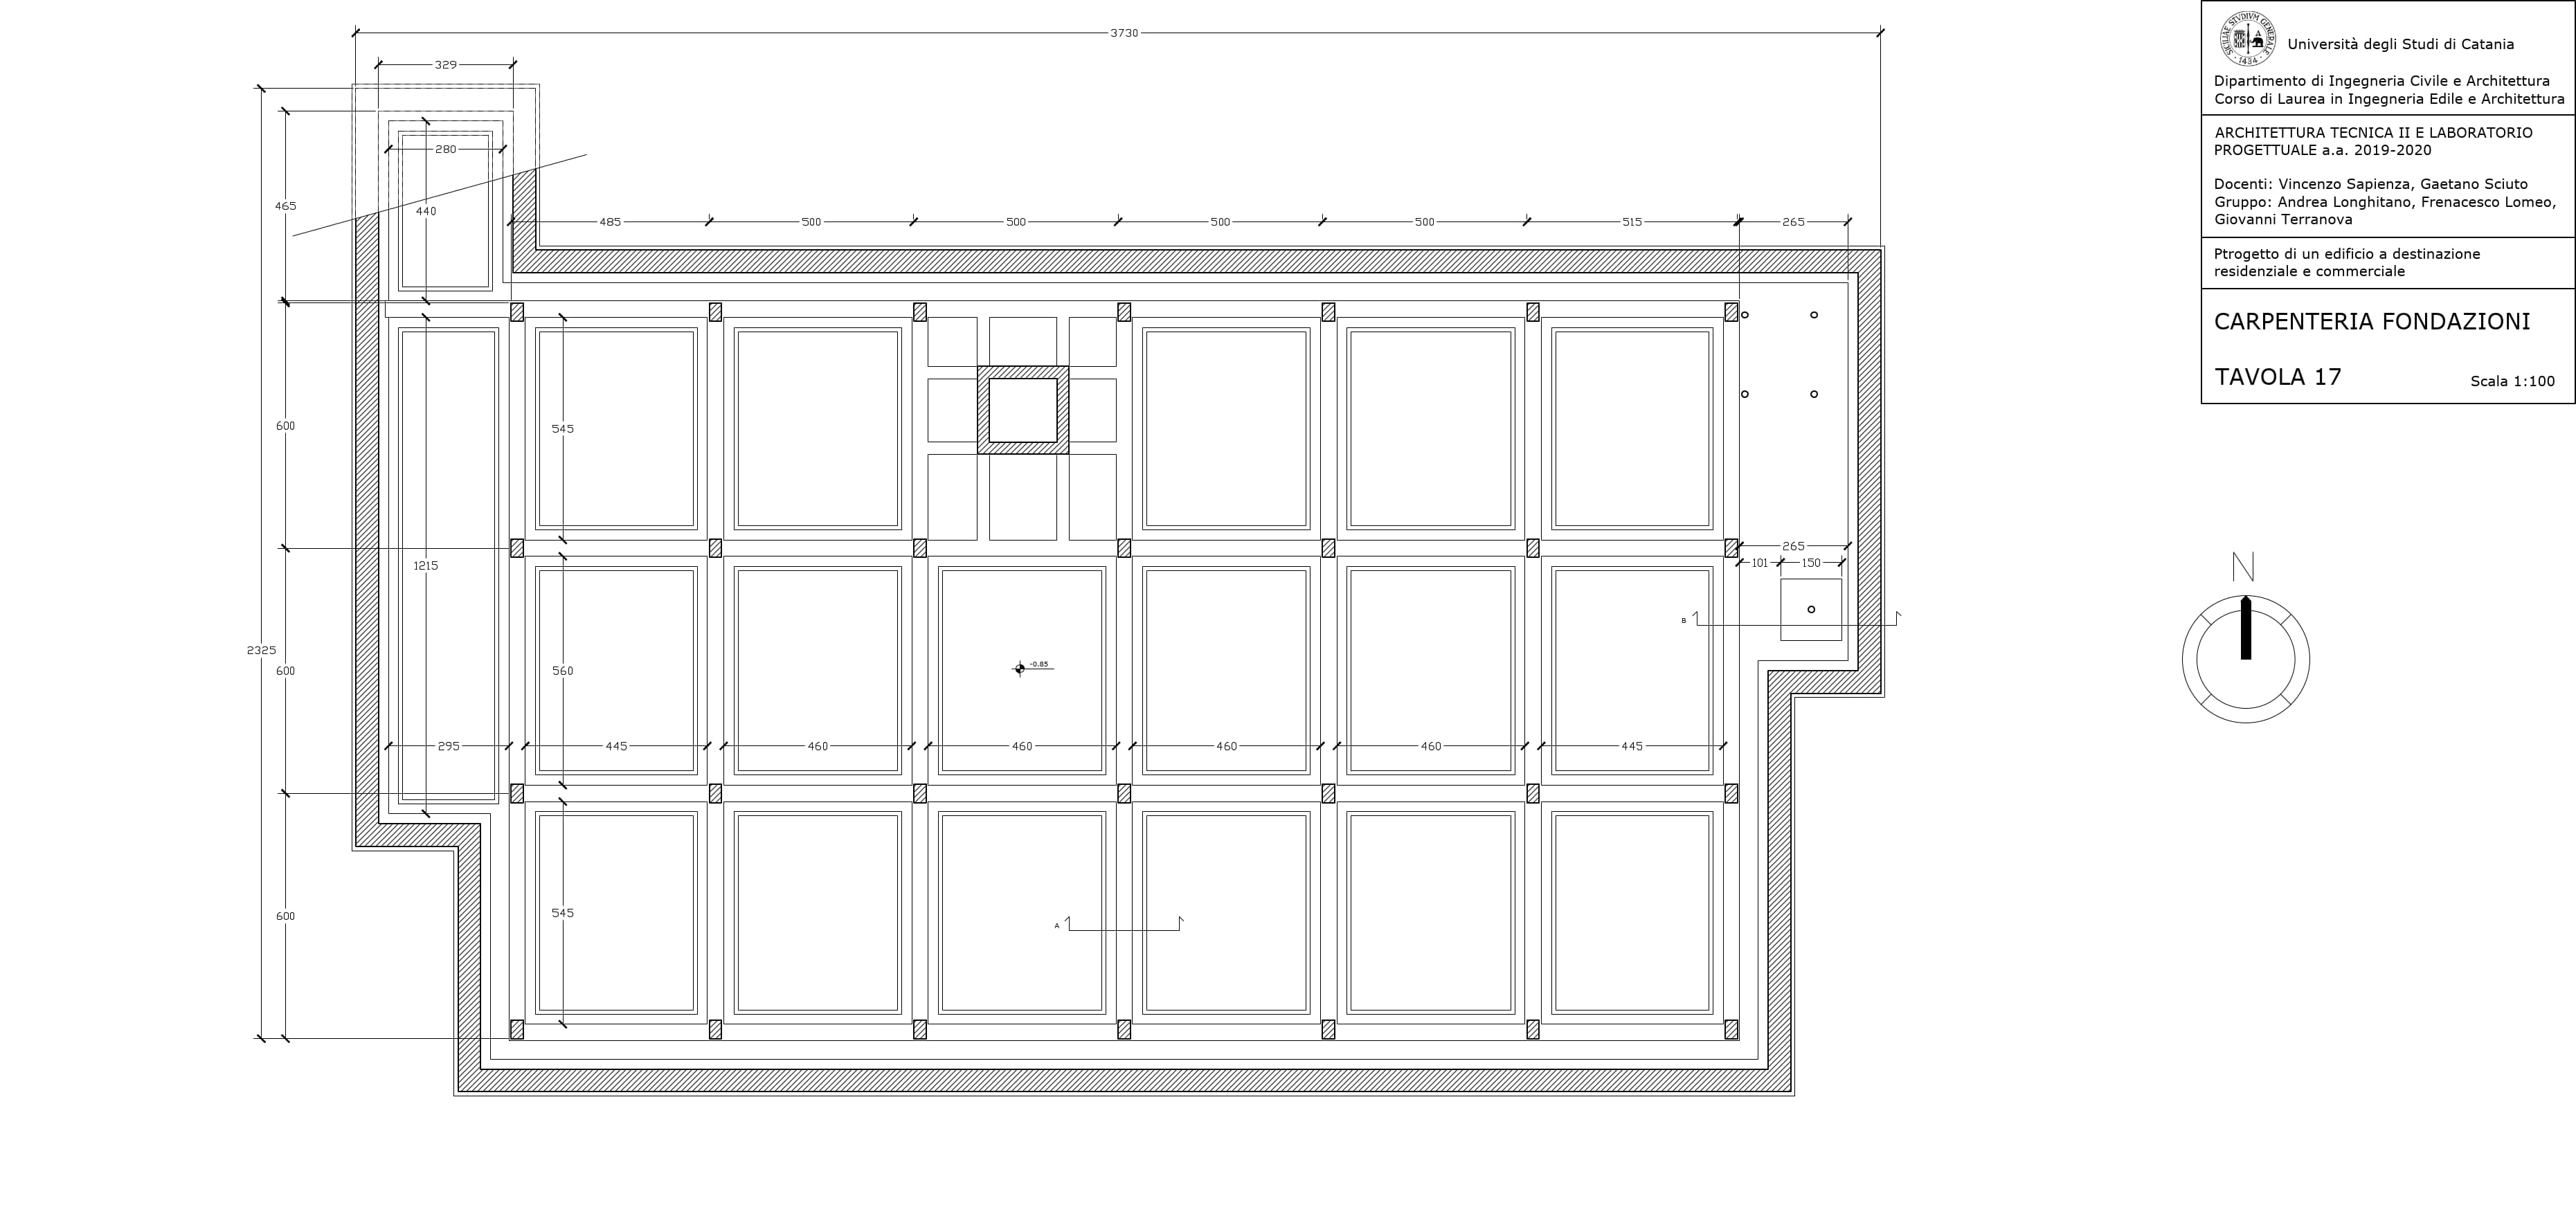 3730
329
280
440
465
485
500
500
500
500
515
265
600
545
1215
265
101
150
2325
600
560
B
-0.85
295
445
460
460
460
460
445
600
545
A
SICILIAE STVDIVM GENERALE
1434
Università degli Studi di Catania
Dipartimento di Ingegneria Civile e Architettura
Corso di Laurea in Ingegneria Edile e Architettura
ARCHITETTURA TECNICA II E LABORATORIO
PROGETTUALE a.a. 2019-2020
Docenti: Vincenzo Sapienza, Gaetano Sciuto
Gruppo: Andrea Longhitano, Frenacesco Lomeo,
Giovanni Terranova
Ptrogetto di un edificio a destinazione
residenziale e commerciale
CARPENTERIA FONDAZIONI
TAVOLA 17
Scala 1:100
N